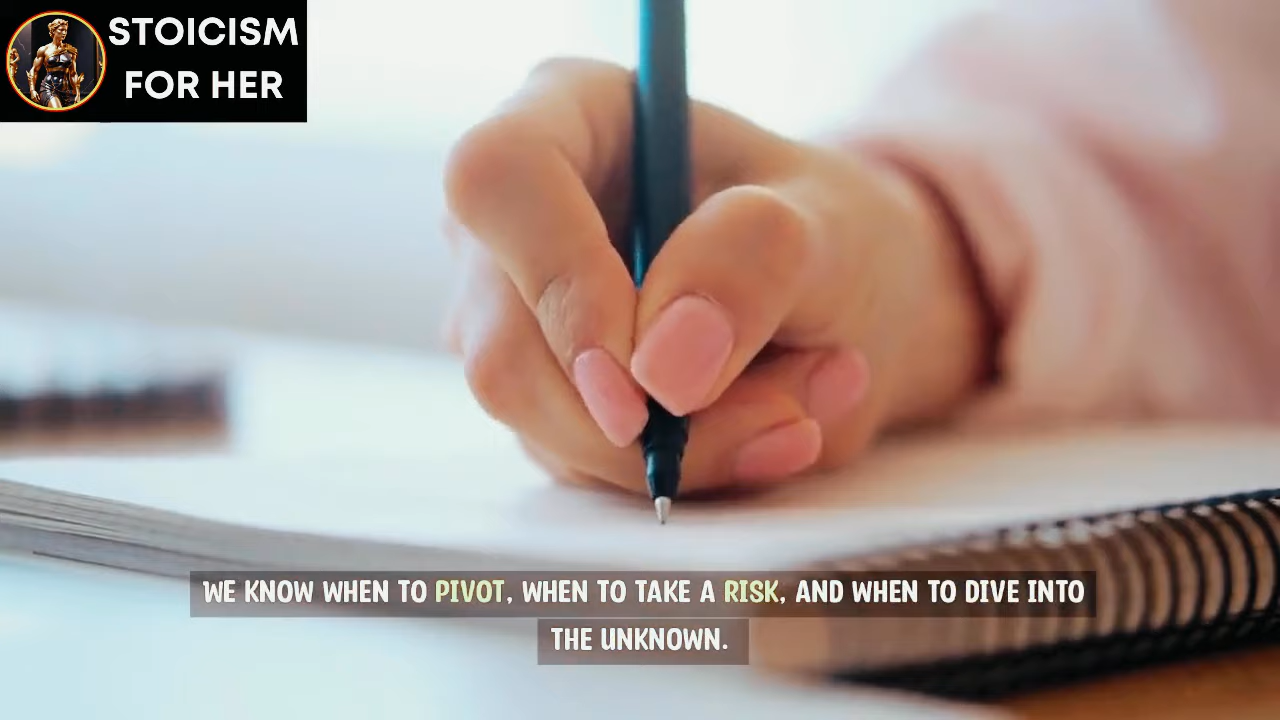 STOICISM
FOR HER
WE KNOW WHEN TO PIVOT, WHEN TO TAKE A RISK, AND WHEN TO DIVE INTO
THE UNKNOWN.